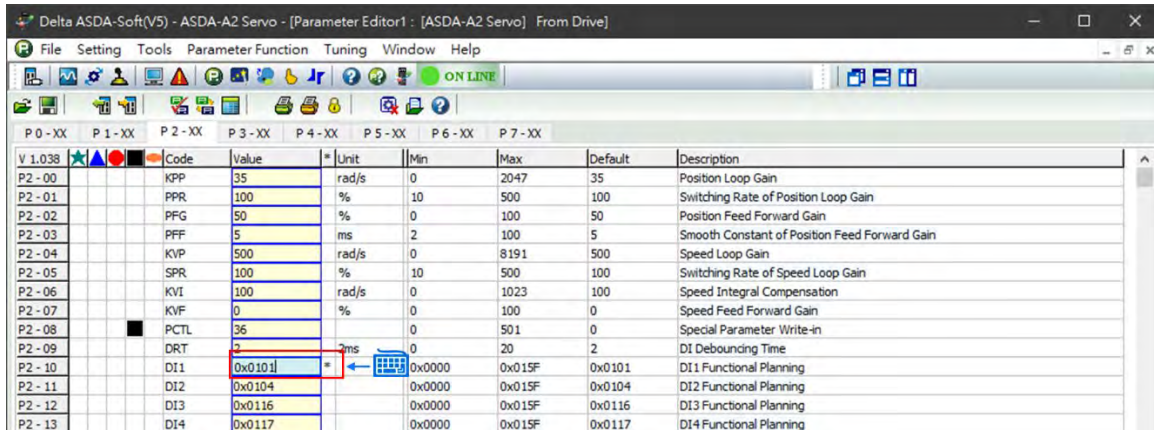 Delta ASDA-Soft(V5) - ASDA-A2 Servo - [Parameter Editor1 : [ASDA-A2 Servo] From Drive]
File Setting Tools Parameter Function Tuning Window Help
ON LINE
P 0 - XX P 1 - XX P 2 - XX P 3 - XX P 4 - XX P 5 - XX P 6 - XX P 7 - XX
V 1.038 Code Value * Unit Min Max Default Description
P2 - 00 KPP 35 rad/s 0 2047 35 Position Loop Gain
P2 - 01 PPR 100 % 10 500 100 Switching Rate of Position Loop Gain
P2 - 02 PFG 50 % 0 100 50 Position Feed Forward Gain
P2 - 03 PFF 5 ms 2 100 5 Smooth Constant of Position Feed Forward Gain
P2 - 04 KVP 500 rad/s 0 8191 500 Speed Loop Gain
P2 - 05 SPR 100 % 10 500 100 Switching Rate of Speed Loop Gain
P2 - 06 KVI 100 rad/s 0 1023 100 Speed Integral Compensation
P2 - 07 KVF 0 % 0 100 0 Speed Feed Forward Gain
P2 - 08 PCTL 36 0 501 0 Special Parameter Write-in
P2 - 09 DRT 2 2ms 0 20 2 DI Debouncing Time
P2 - 10 DI1 0x0101 * 0x0000 0x015F 0x0101 DI1 Functional Planning
P2 - 11 DI2 0x0104 0x0000 0x015F 0x0104 DI2 Functional Planning
P2 - 12 DI3 0x0116 0x0000 0x015F 0x0116 DI3 Functional Planning
P2 - 13 DI4 0x0117 0x0000 0x015F 0x0117 DI4 Functional Planning